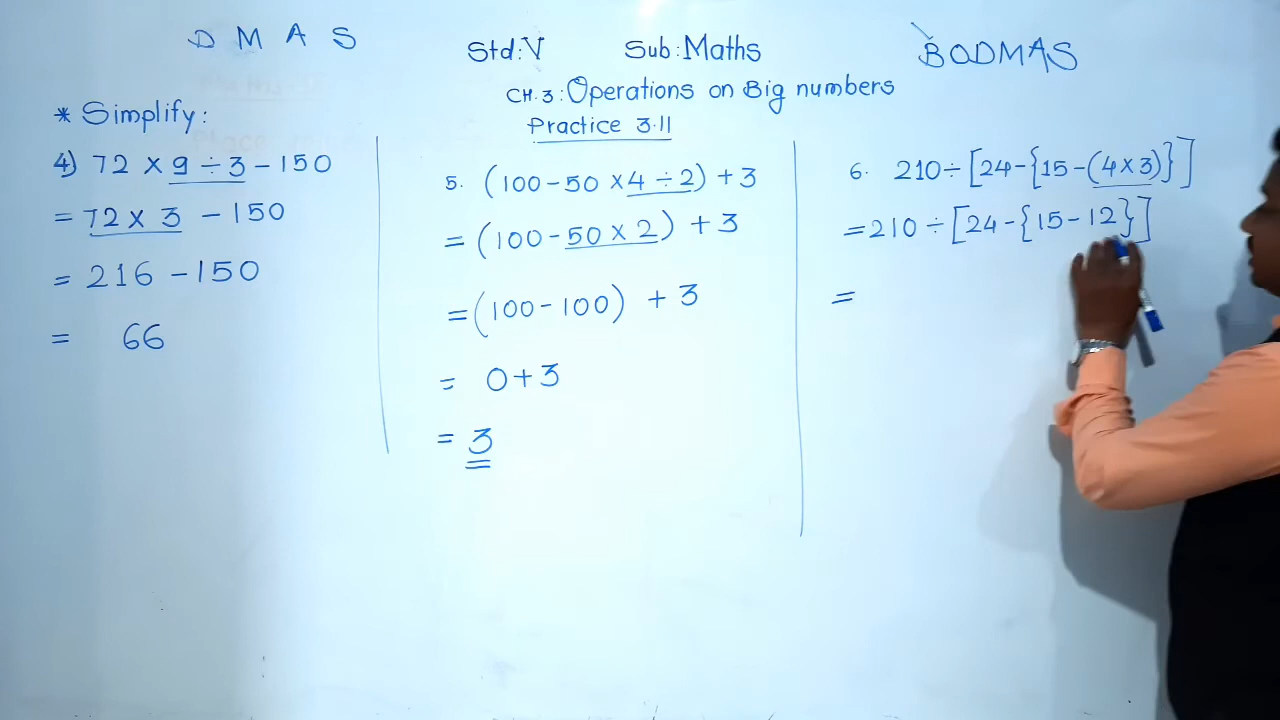 D M A S
Std: V Sub: Maths
BODMAS
CH. 3: Operations on Big numbers
Practice 3.11
* Simplify:
4) 72 × 9 ÷ 3 - 150
= 72 × 3 - 150
= 216 - 150
= 66
5. (100 - 50 × 4 ÷ 2) + 3
= (100 - 50 × 2) + 3
= (100 - 100) + 3
= 0 + 3
= 3
6. 210 ÷ [24 - {15 - (4 × 3)}]
= 210 ÷ [24 - {15 - 12}]
=